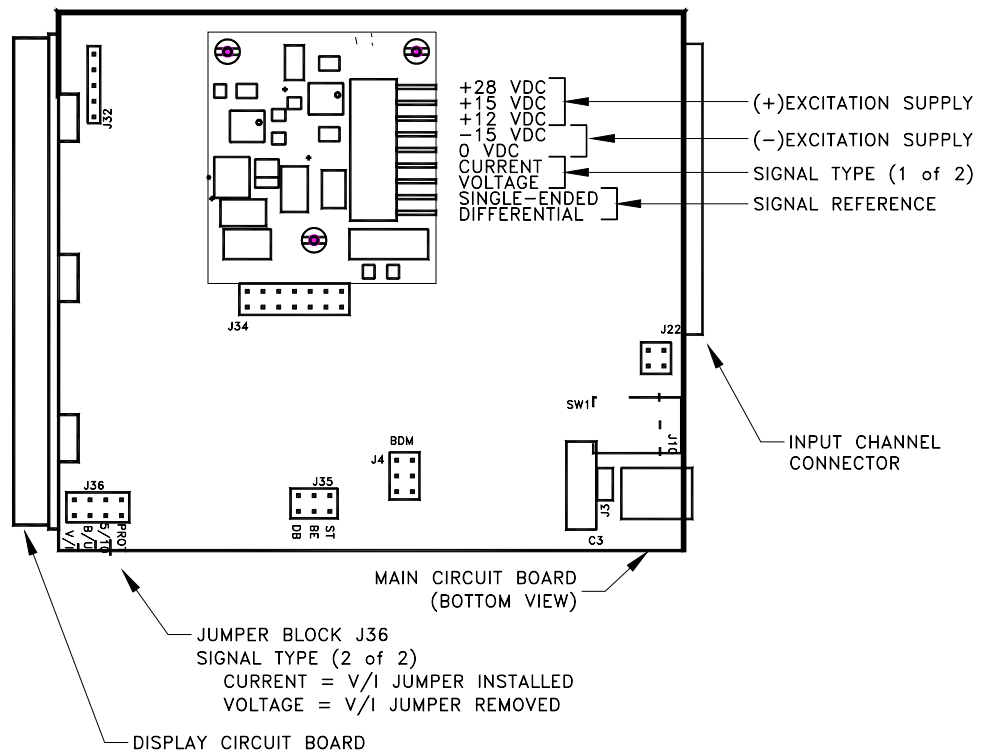 J32
+28 VDC
+15 VDC
+12 VDC
-15 VDC
0 VDC
CURRENT
VOLTAGE
SINGLE-ENDED
DIFFERENTIAL
(+)EXCITATION SUPPLY
(-)EXCITATION SUPPLY
SIGNAL TYPE (1 of 2)
SIGNAL REFERENCE
J34
J22
SW1
J10
INPUT CHANNEL
CONNECTOR
BDM
J4
J36
J35
J3
V/I
B/U
5/10
PROT
DB
BE
ST
C3
MAIN CIRCUIT BOARD
(BOTTOM VIEW)
JUMPER BLOCK J36
SIGNAL TYPE (2 of 2)
CURRENT = V/I JUMPER INSTALLED
VOLTAGE = V/I JUMPER REMOVED
DISPLAY CIRCUIT BOARD